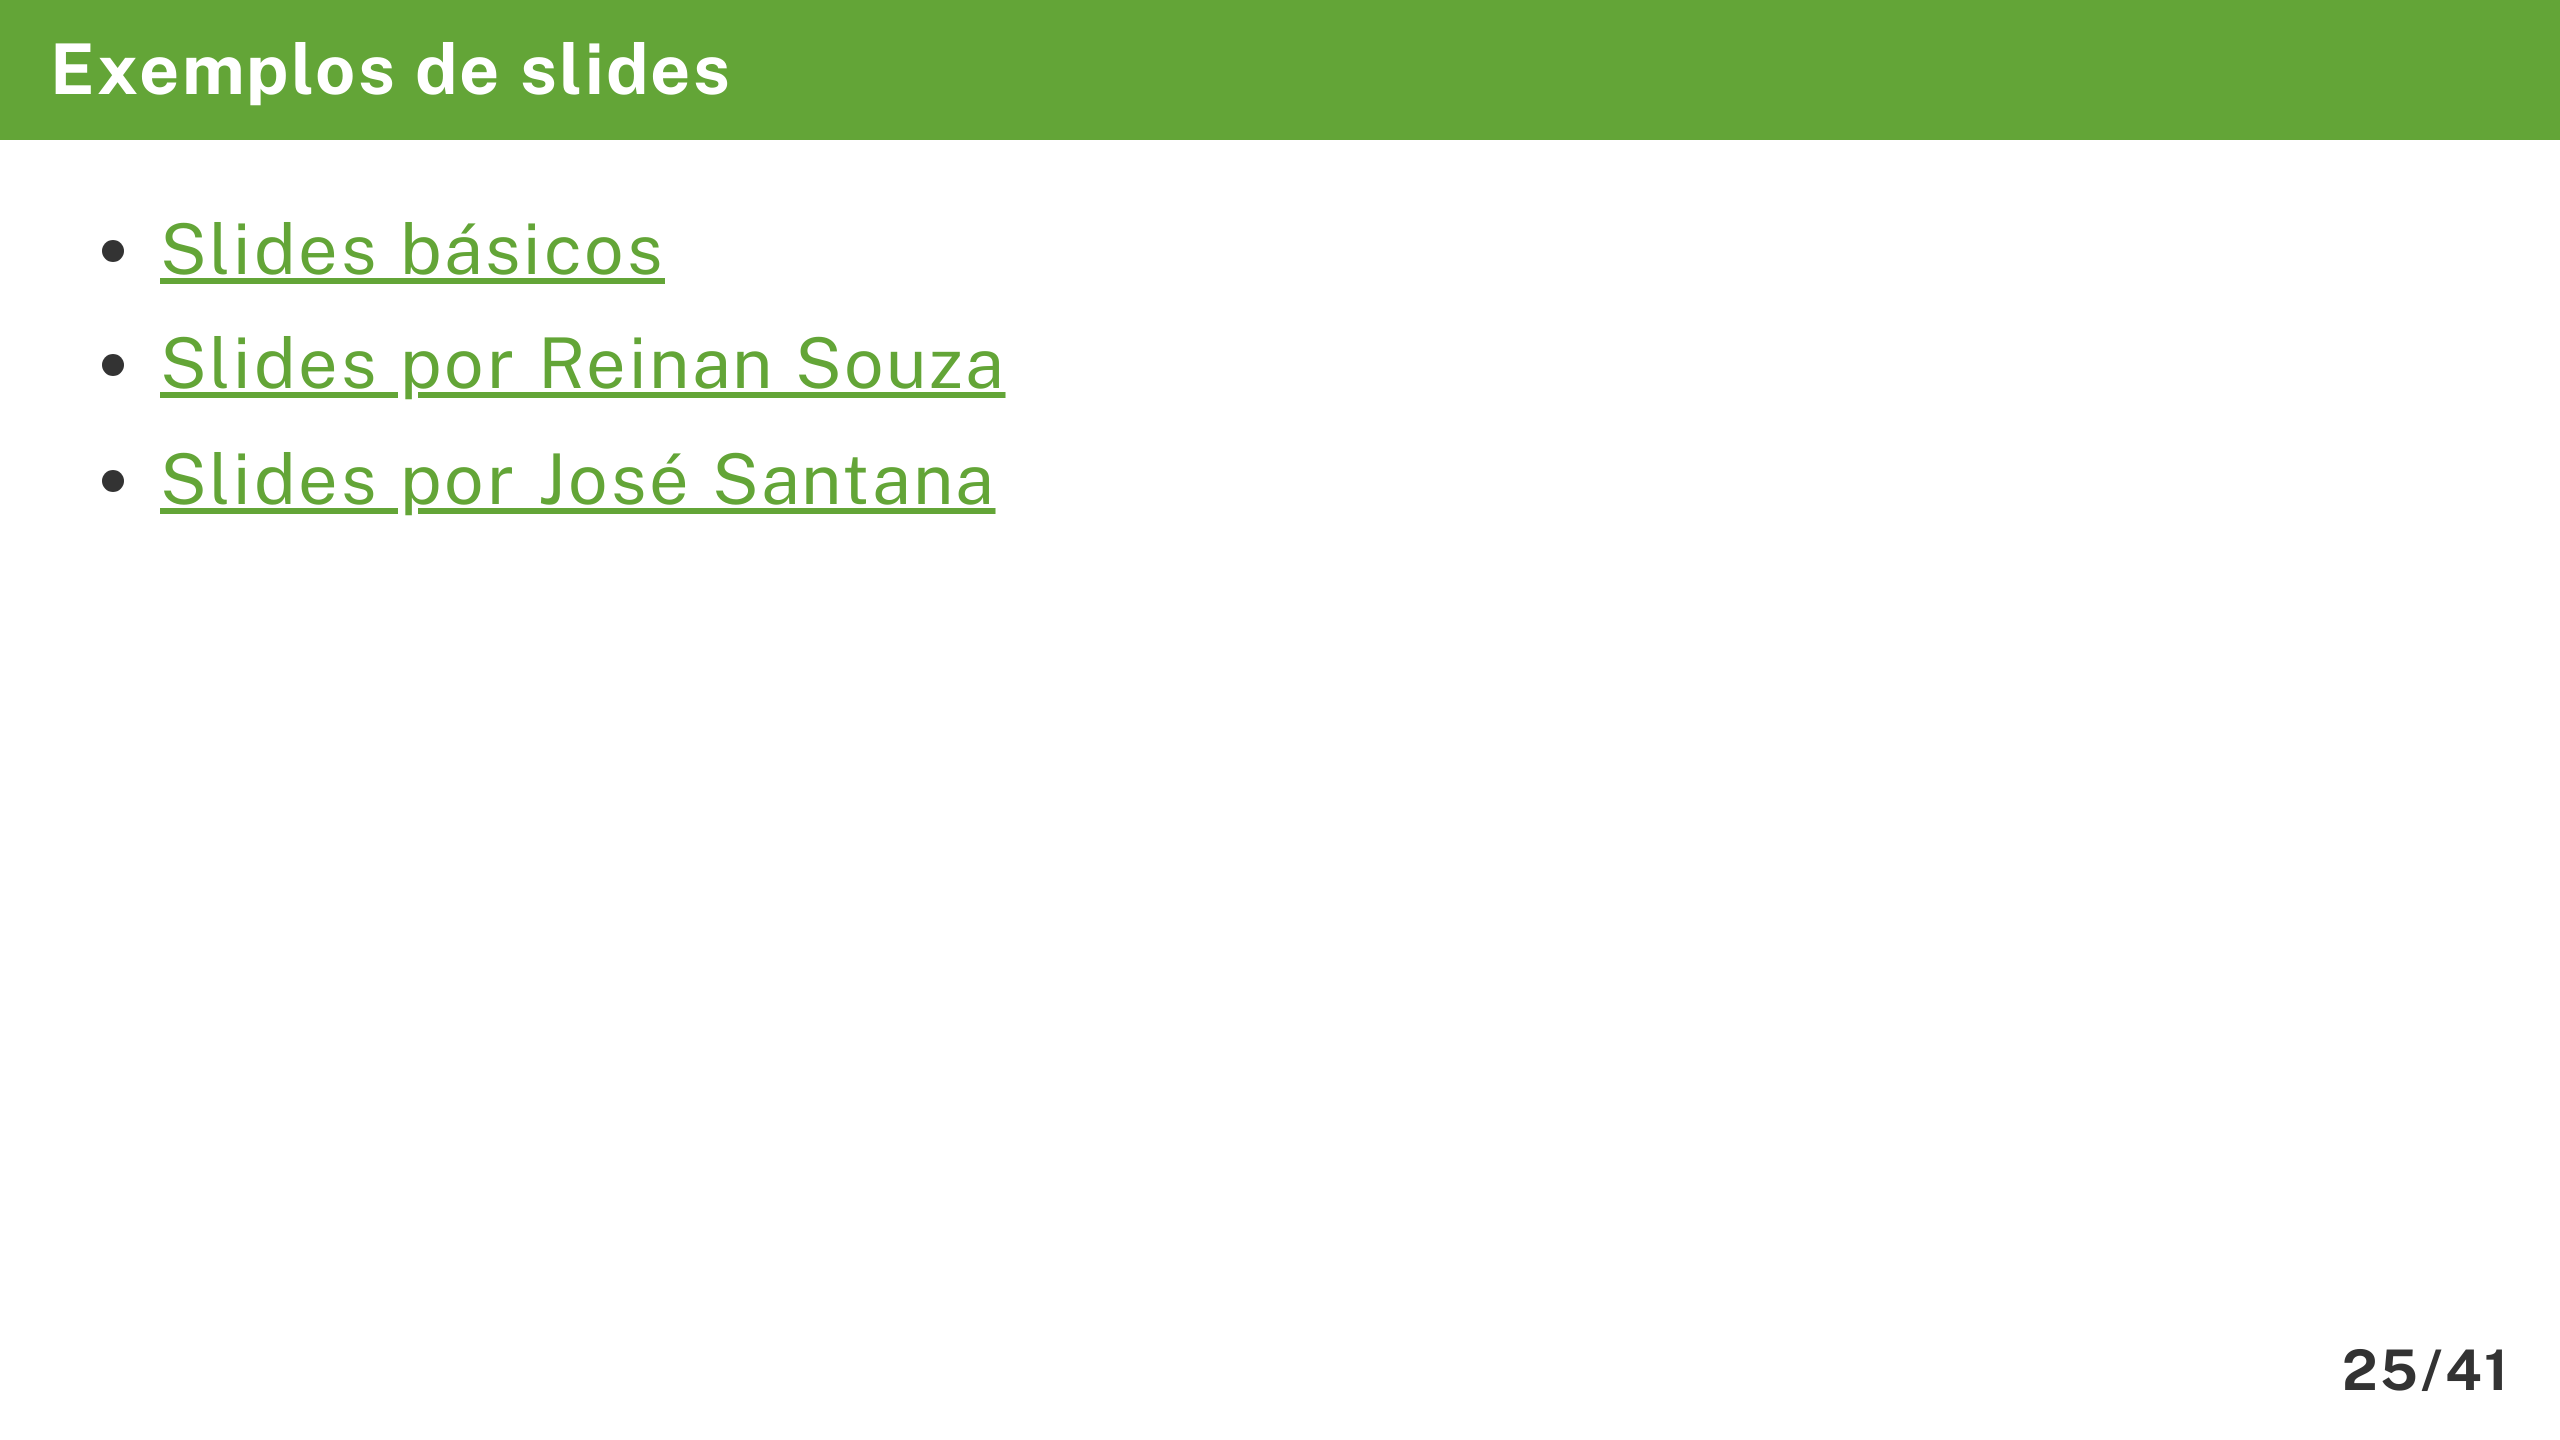 Exemplos de slides
Slides básicos
Slides por Reinan Souza
Slides por José Santana
25/41